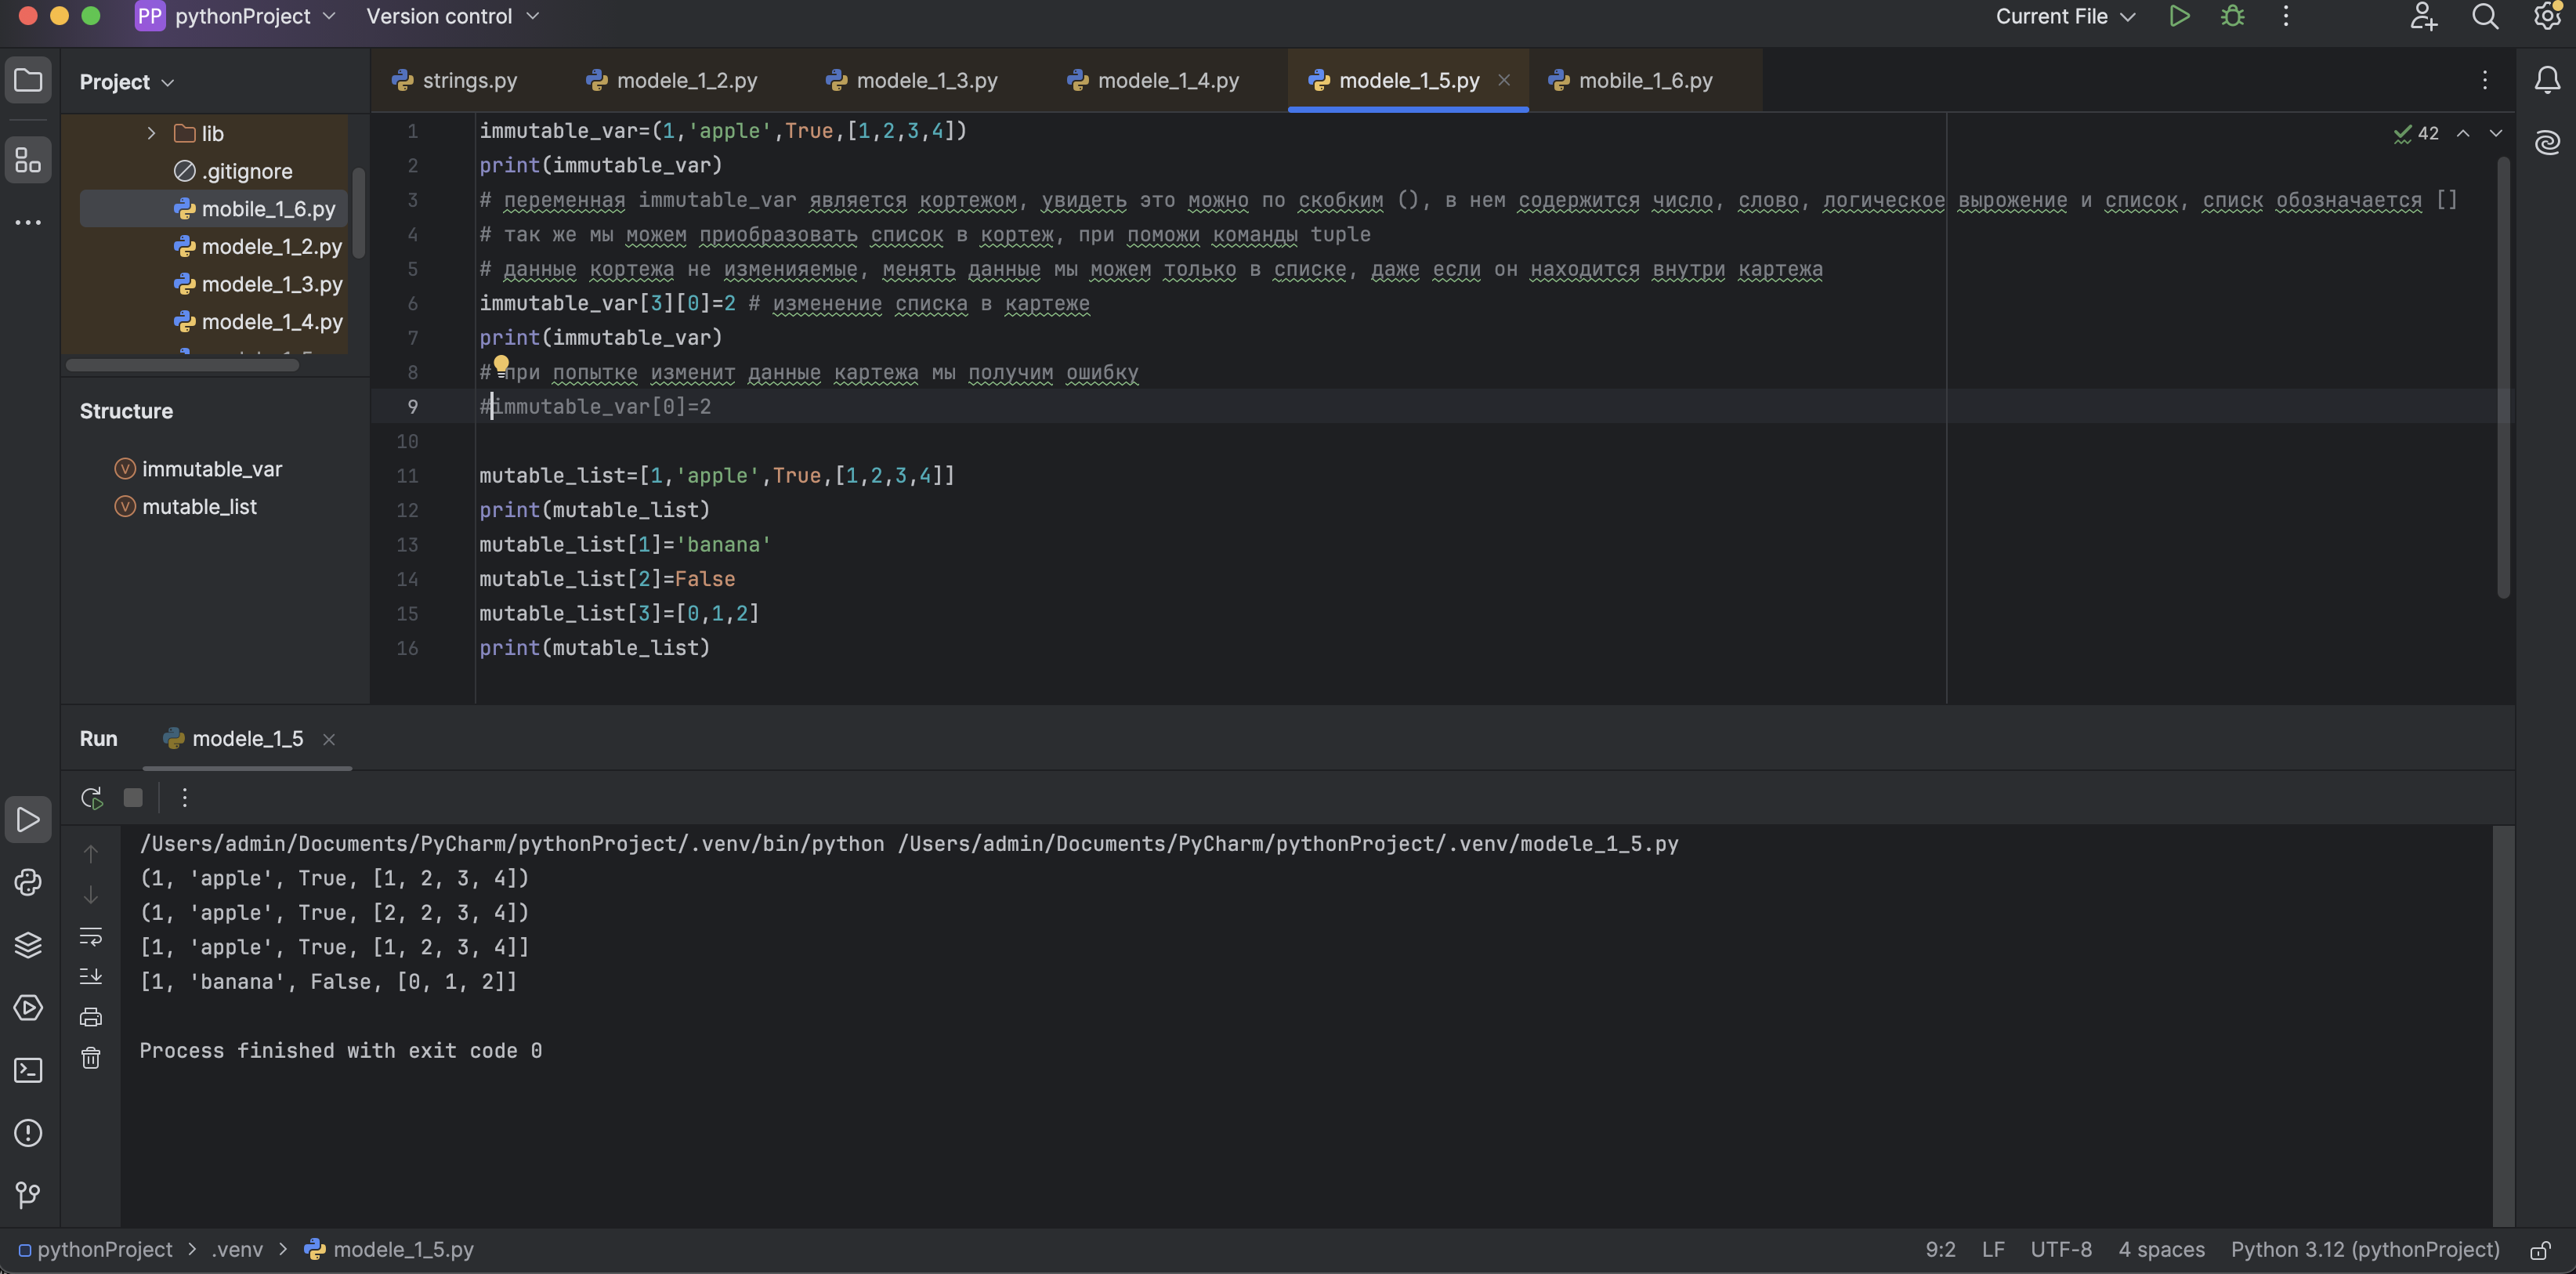 PP pythonProject Version control Current File
Project
strings.py modele_1_2.py modele_1_3.py modele_1_4.py modele_1_5.py mobile_1_6.py
lib
.gitignore
mobile_1_6.py
modele_1_2.py
modele_1_3.py
modele_1_4.py
Structure
immutable_var
mutable_list
42
1 immutable_var=(1,'apple',True,[1,2,3,4])
2 print(immutable_var)
3 # переменная immutable_var является кортежом, увидеть это можно по скобким (), в нем содержится число, слово, логическое вырожение и список, списк обозначается []
4 # так же мы можем приобразовать список в кортеж, при поможи команды tuple
5 # данные кортежа не изменияемые, менять данные мы можем только в списке, даже если он находится внутри картежа
6 immutable_var[3][0]=2 # изменение списка в картеже
7 print(immutable_var)
8 # при попытке изменит данные картежа мы получим ошибку
9 #immutable_var[0]=2
10
11 mutable_list=[1,'apple',True,[1,2,3,4]]
12 print(mutable_list)
13 mutable_list[1]='banana'
14 mutable_list[2]=False
15 mutable_list[3]=[0,1,2]
16 print(mutable_list)
Run modele_1_5
/Users/admin/Documents/PyCharm/pythonProject/.venv/bin/python /Users/admin/Documents/PyCharm/pythonProject/.venv/modele_1_5.py
(1, 'apple', True, [1, 2, 3, 4])
(1, 'apple', True, [2, 2, 3, 4])
[1, 'apple', True, [1, 2, 3, 4]]
[1, 'banana', False, [0, 1, 2]]
Process finished with exit code 0
pythonProject > .venv > modele_1_5.py 9:2 LF UTF-8 4 spaces Python 3.12 (pythonProject)